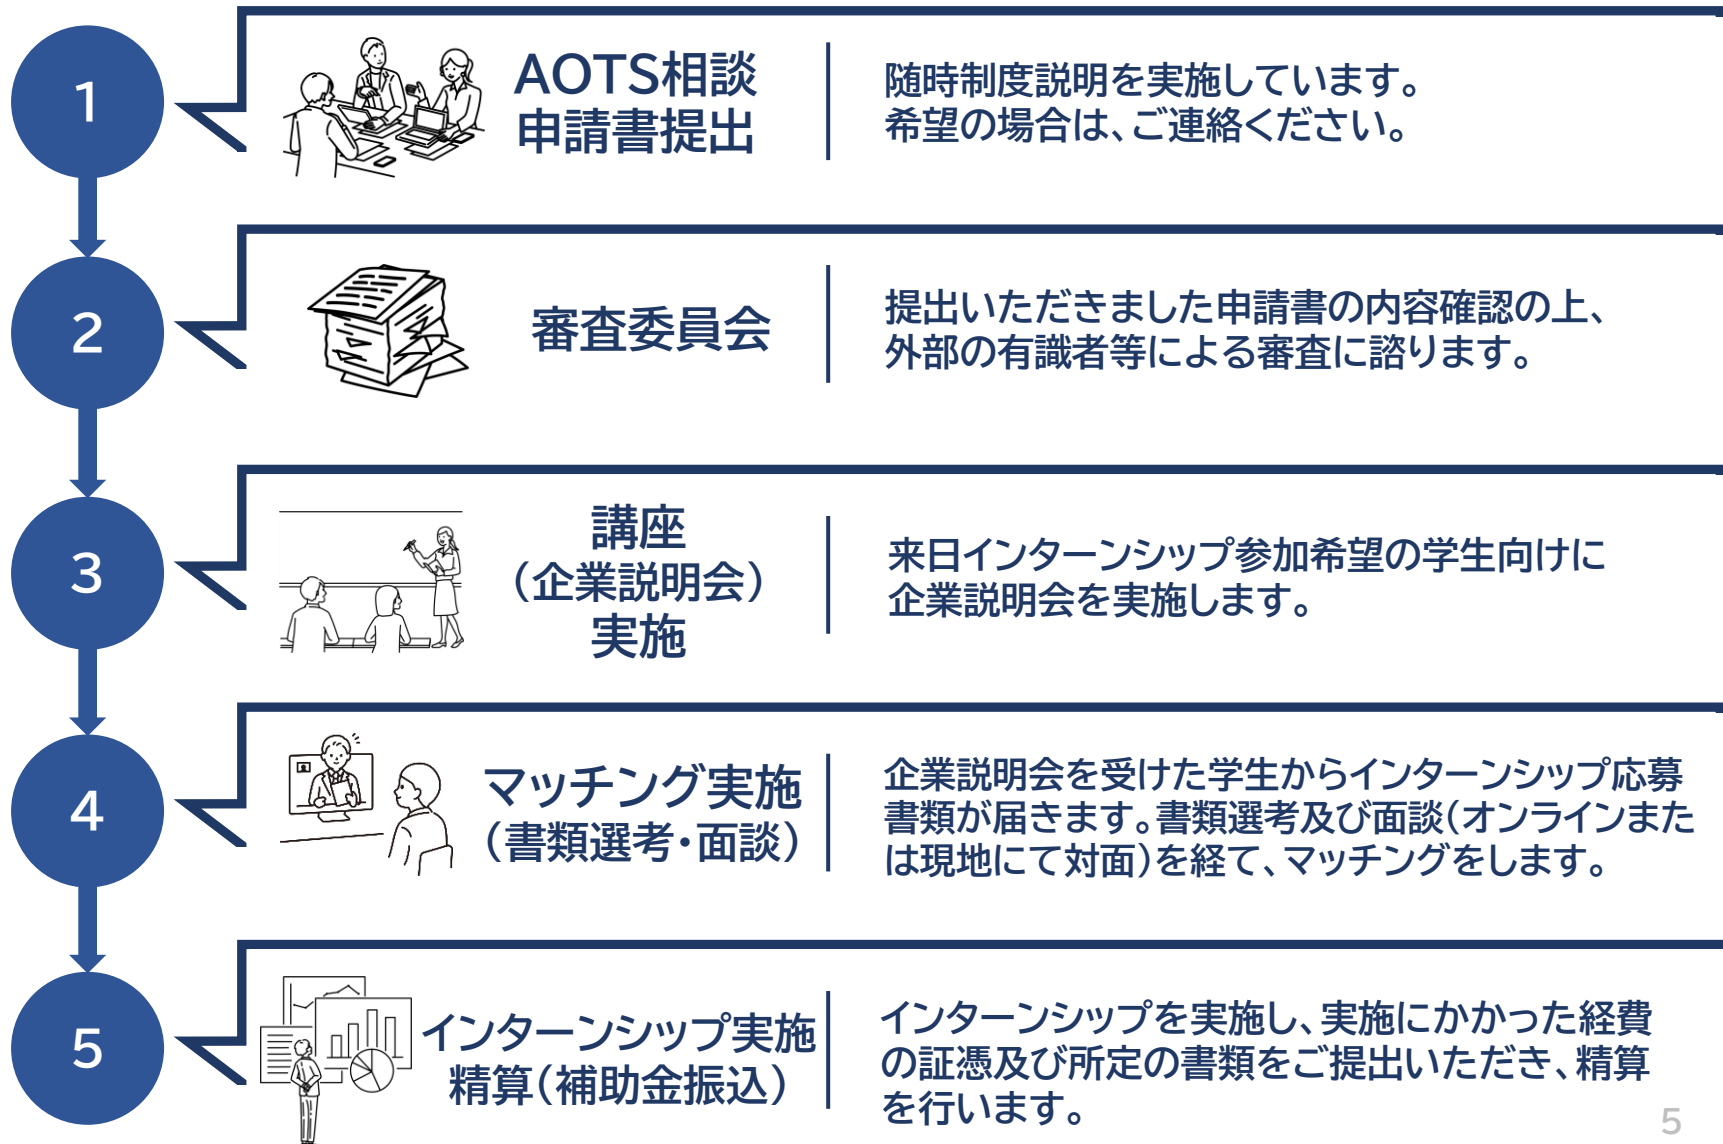 1
AOTS相談
申請書提出
随時制度説明を実施しています。
希望の場合は、ご連絡ください。
2
審査委員会
提出いただきました申請書の内容確認の上、
外部の有識者等による審査に諮ります。
3
講座
（企業説明会）
実施
来日インターンシップ参加希望の学生向けに
企業説明会を実施します。
4
マッチング実施
（書類選考・面談）
企業説明会を受けた学生からインターンシップ応募
書類が届きます。書類選考及び面談（オンラインまた
は現地にて対面）を経て、マッチングをします。
5
インターンシップ実施
精算（補助金振込）
インターンシップを実施し、実施にかかった経費
の証憑及び所定の書類をご提出いただき、精算
を行います。
5